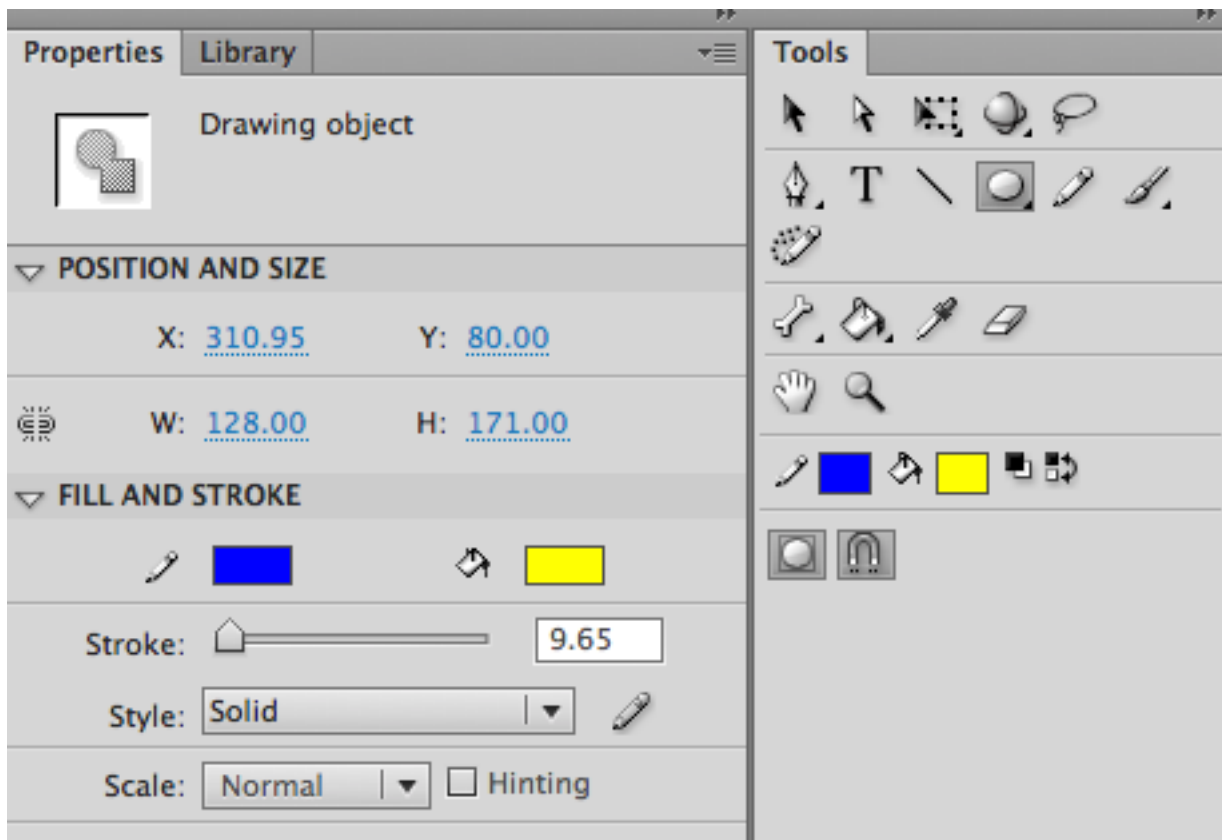 Properties Library
Drawing object
POSITION AND SIZE
X: 310.95 Y: 80.00
W: 128.00 H: 171.00
FILL AND STROKE
Stroke: 9.65
Style: Solid
Scale: Normal Hinting
Tools
T